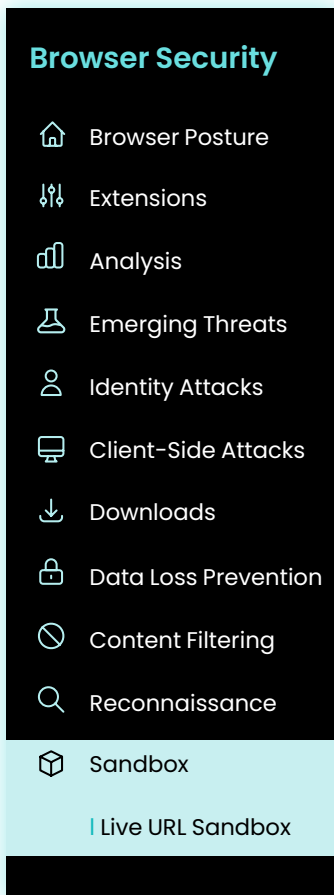 Browser Security
Browser Posture
Extensions
Analysis
Emerging Threats
Identity Attacks
Client-Side Attacks
Downloads
Data Loss Prevention
Content Filtering
Reconnaissance
Sandbox
| Live URL Sandbox